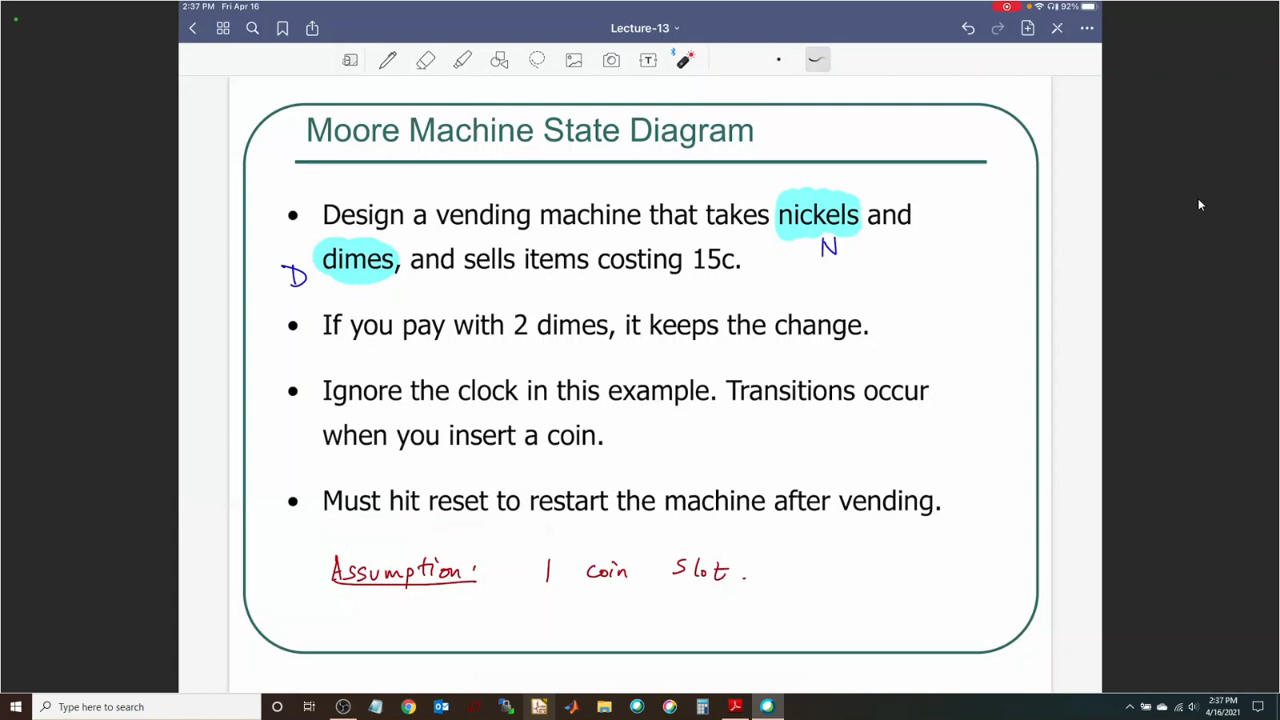 2:37 PM Fri Apr 16
92%
Lecture-13
T
Moore Machine State Diagram
• Design a vending machine that takes nickels and
N
D
dimes, and sells items costing 15c.
• If you pay with 2 dimes, it keeps the change.
• Ignore the clock in this example. Transitions occur
when you insert a coin.
• Must hit reset to restart the machine after vending.
Assumption: 1 coin slot.
Type here to search
2:37 PM
4/16/2021